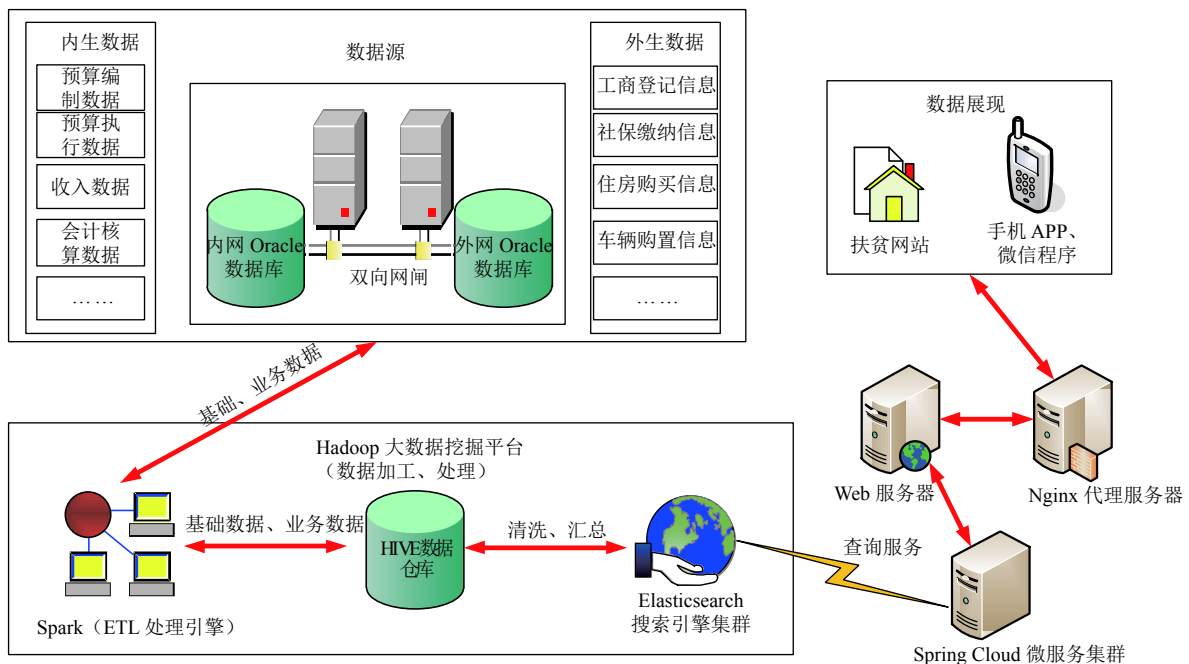 内生数据
预算编
制数据
预算执
行数据
收入数据
会计核
算数据
……
数据源
内网 Oracle
数据库
双向网闸
外网 Oracle
数据库
外生数据
工商登记信息
社保缴纳信息
住房购买信息
车辆购置信息
……
数据展现
扶贫网站
手机 APP、
微信程序
基础、业务数据
Hadoop 大数据挖掘平台
（数据加工、处理）
基础数据、业务数据
HIVE数据
仓库
清洗、汇总
Spark（ETL 处理引擎）
Elasticsearch
搜索引擎集群
查询服务
Web 服务器
Nginx 代理服务器
Spring Cloud 微服务集群